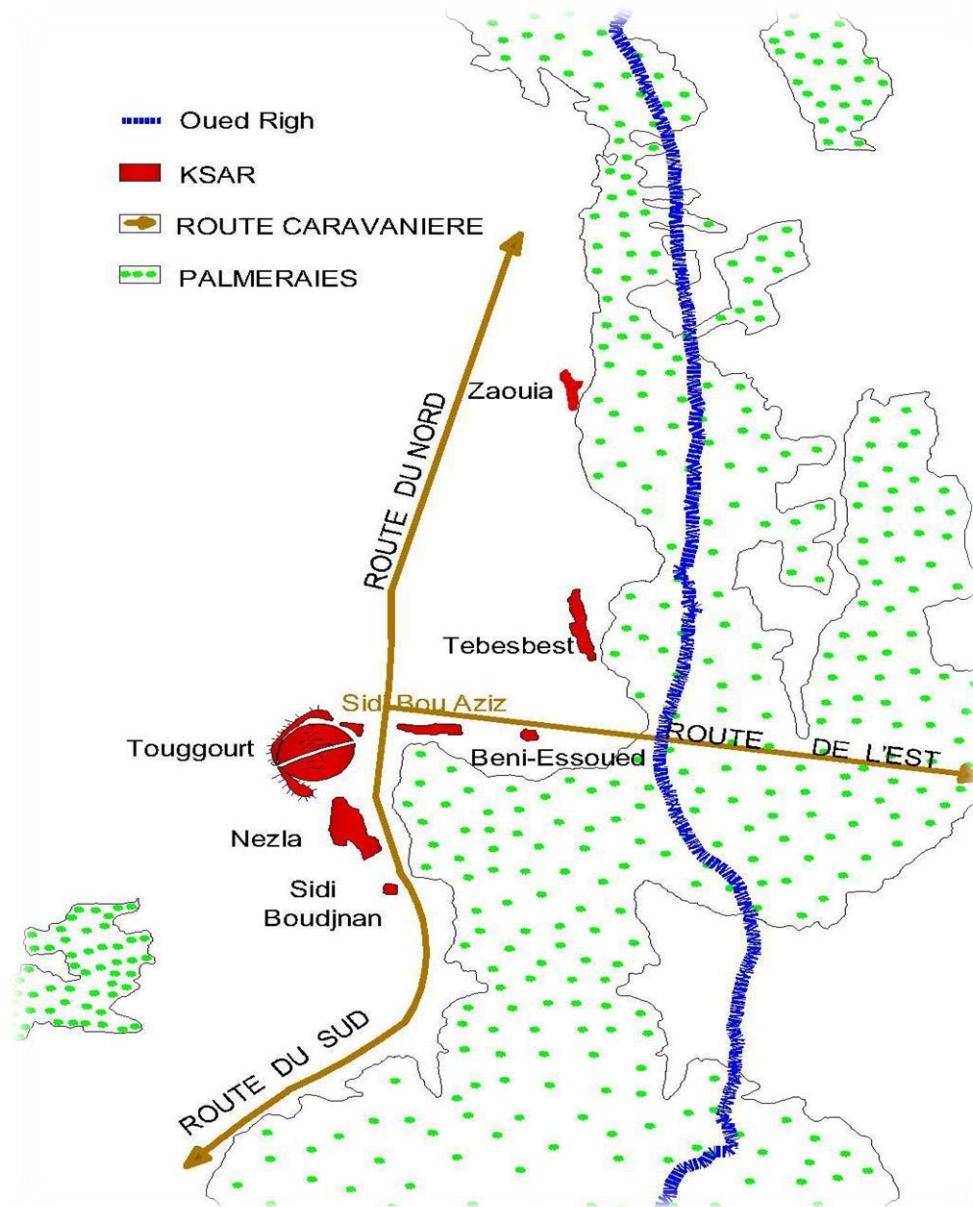 Oued Righ
KSAR
ROUTE CARAVANIERE
PALMERAIES
Zaouia
ROUTE DU NORD
Tebesbest
Sidi Bou Aziz
Touggourt
Beni-Essoued
ROUTE DE L'EST
Nezla
Sidi
Boudjnan
ROUTE DU SUD